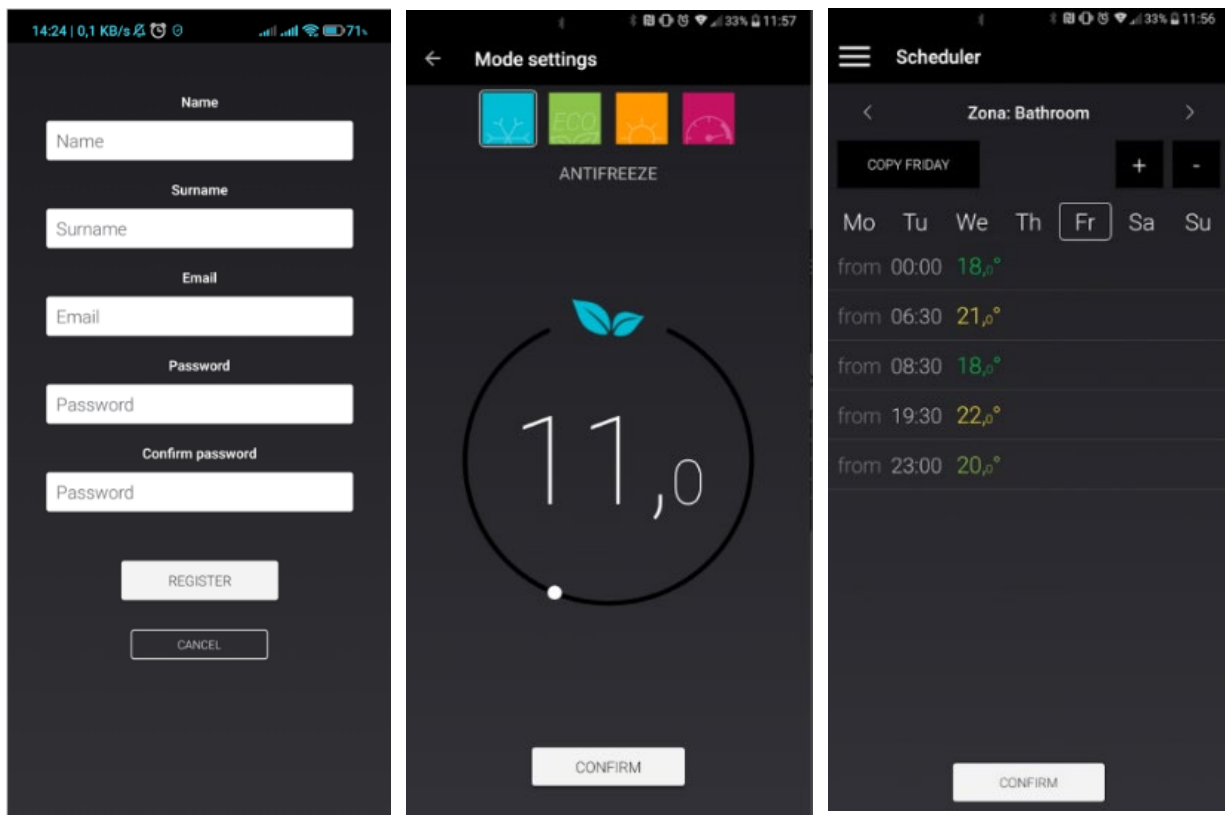 14:24 | 0,1 KB/s 71%
Name
Name
Surname
Surname
Email
Email
Password
Password
Confirm password
Password
REGISTER
CANCEL
33% 11:57
Mode settings
ECO
ANTIFREEZE
11,0
CONFIRM
33% 11:56
Scheduler
Zona: Bathroom
COPY FRIDAY + -
Mo Tu We Th Fr Sa Su
from 00:00 18,0°
from 06:30 21,0°
from 08:30 18,0°
from 19:30 22,0°
from 23:00 20,0°
CONFIRM